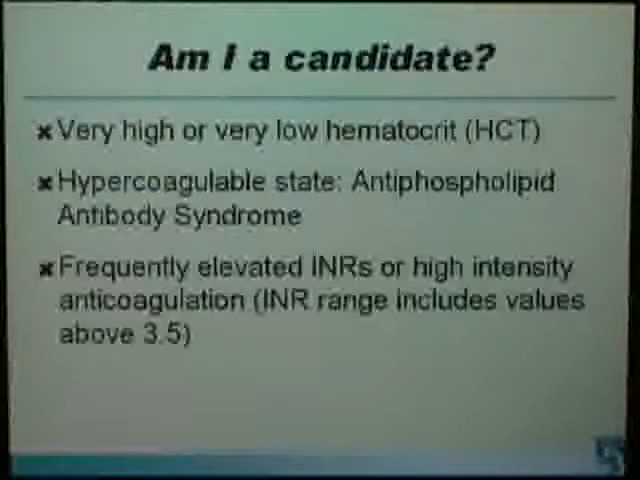 Am I a candidate?
Very high or very low hematocrit (HCT)
Hypercoagulable state: Antiphospholipid
Antibody Syndrome
Frequently elevated INRs or high intensity
anticoagulation (INR range includes values
above 3.5)